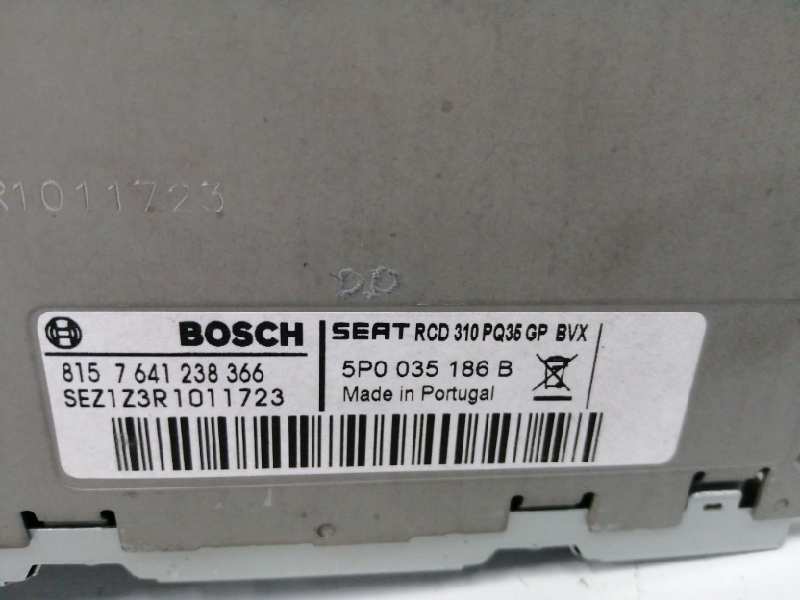 R1011723
BOSCH
815 7 641 238 366
SEZ1Z3R1011723
SEAT RCD 310 PQ35 GP BVX
5P0 035 186 B
Made in Portugal